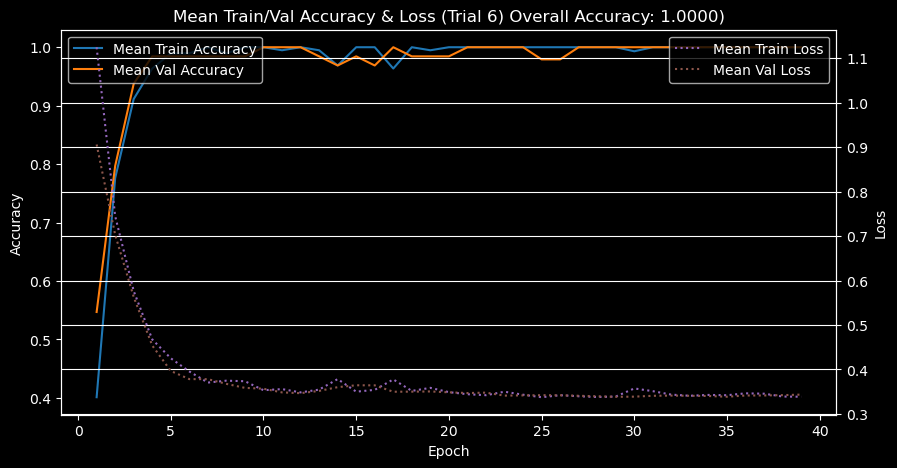 Mean Train/Val Accuracy & Loss (Trial 6) Overall Accuracy: 1.0000)
Mean Train Accuracy
Mean Val Accuracy
Mean Train Loss
Mean Val Loss
1.0
0.9
0.8
0.7
0.6
0.5
0.4
Accuracy
1.1
1.0
0.9
0.8
0.7
0.6
0.5
0.4
0.3
Loss
0 5 10 15 20 25 30 35 40
Epoch